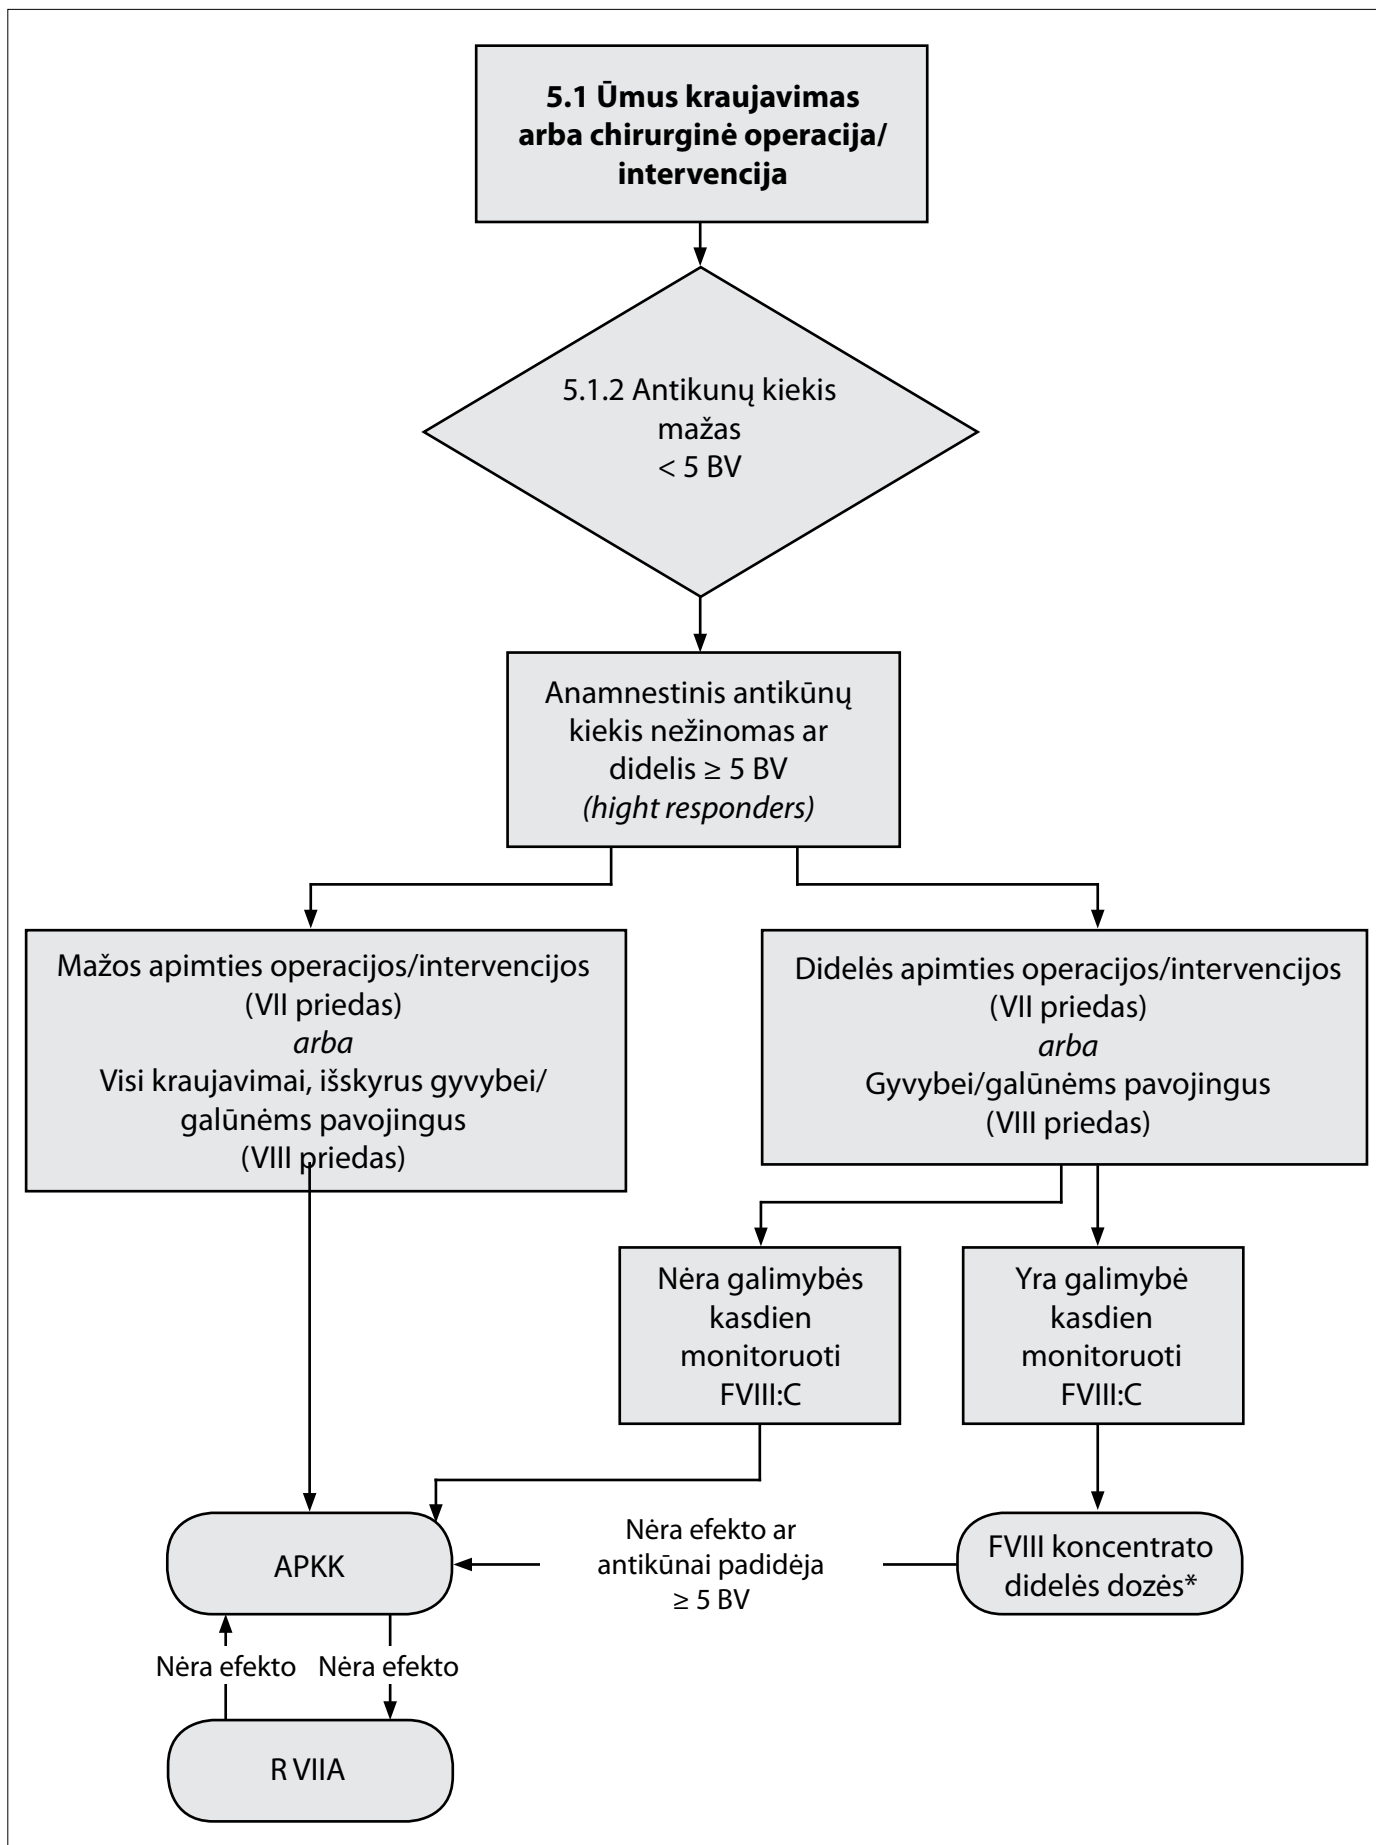 5.1 Ūmus kraujavimas
arba chirurginė operacija/
intervencija
5.1.2 Antikunų kiekis
mažas
< 5 BV
Anamnestinis antikūnų
kiekis nežinomas ar
didelis ≥ 5 BV
(hight responders)
Mažos apimties operacijos/intervencijos
(VII priedas)
arba
Visi kraujavimai, išskyrus gyvybei/
galūnėms pavojingus
(VIII priedas)
Didelės apimties operacijos/intervencijos
(VII priedas)
arba
Gyvybei/galūnėms pavojingus
(VIII priedas)
Nėra galimybės
kasdien
monitoruoti
FVIII:C
Yra galimybė
kasdien
monitoruoti
FVIII:C
APKK
Nėra efekto ar
antikūnai padidėja
≥ 5 BV
FVIII koncentrato
didelės dozės*
Nėra efekto
Nėra efekto
R VIIA